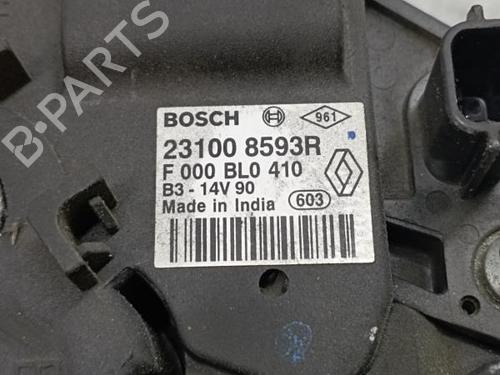 B-PARTS
BOSCH 961
23100 8593R
F 000 BL0 410
B3 - 14V 90
Made in India 603